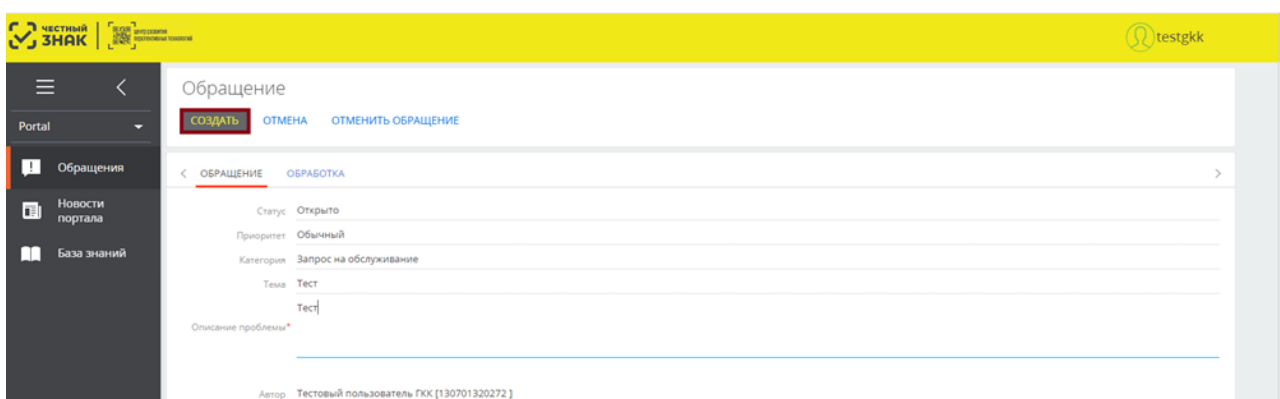 ЧЕСТНЫЙ
ЗНАК
testgkk
Обращение
СОЗДАТЬ ОТМЕНА ОТМЕНИТЬ ОБРАЩЕНИЕ
Portal
Обращения
Новости
портала
База знаний
ОБРАЩЕНИЕ ОБРАБОТКА
Статус Открыто
Приоритет Обычный
Категория Запрос на обслуживание
Тема Тест
Тест
Описание проблемы*
Автор Тестовый пользователь ГКК [130701320272 ]